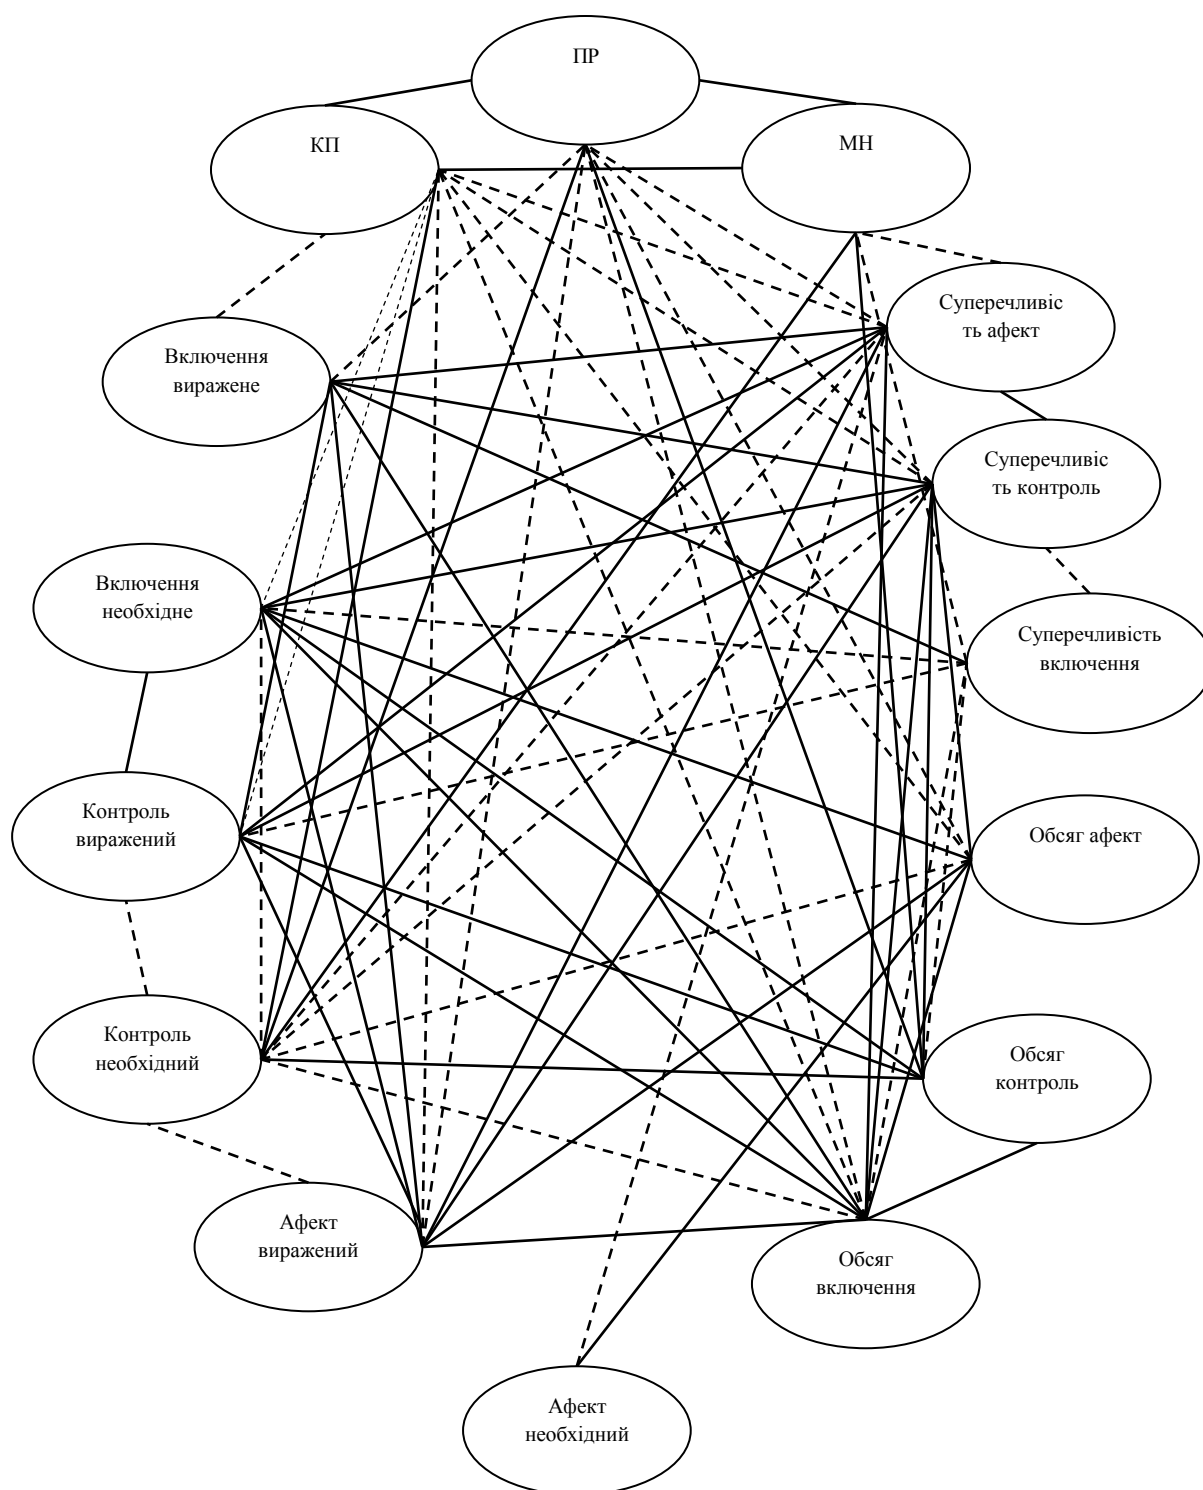 ПР
КП
МН
Суперечливіс
ть афект
Включення
виражене
Суперечливіс
ть контроль
Включення
необхідне
Суперечливість
включення
Контроль
виражений
Обсяг афект
Контроль
необхідний
Обсяг
контроль
Афект
виражений
Обсяг
включення
Афект
необхідний